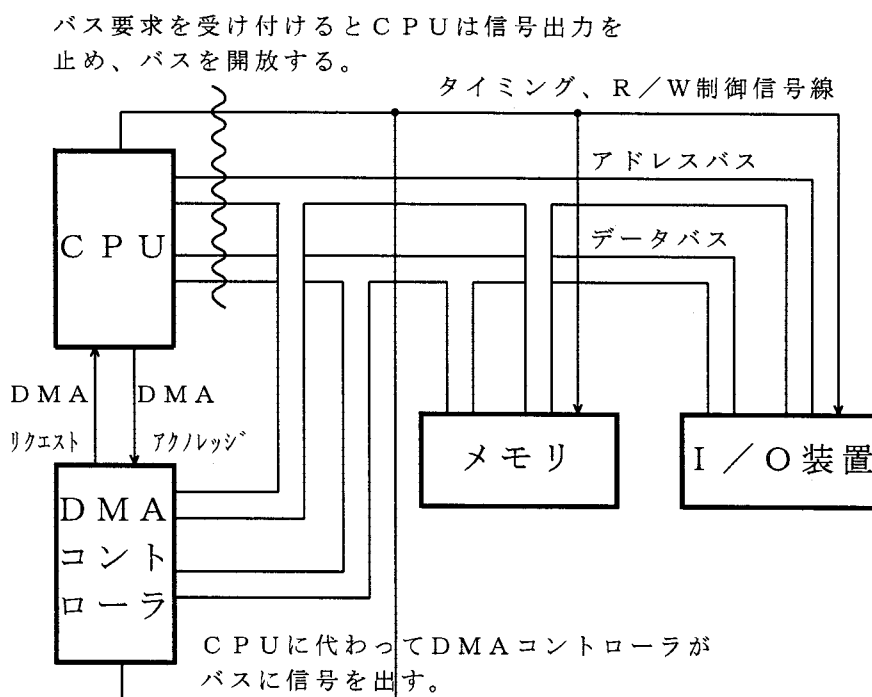 バス要求を受け付けるとＣＰＵは信号出力を
止め、バスを開放する。
タイミング、Ｒ／Ｗ制御信号線
アドレスバス
ＣＰＵ
データバス
ＤＭＡ
リクエスト
ＤＭＡ
アクノレッジ
メモリ
Ｉ／Ｏ装置
ＤＭＡ
コント
ローラ
ＣＰＵに代わってＤＭＡコントローラが
バスに信号を出す。